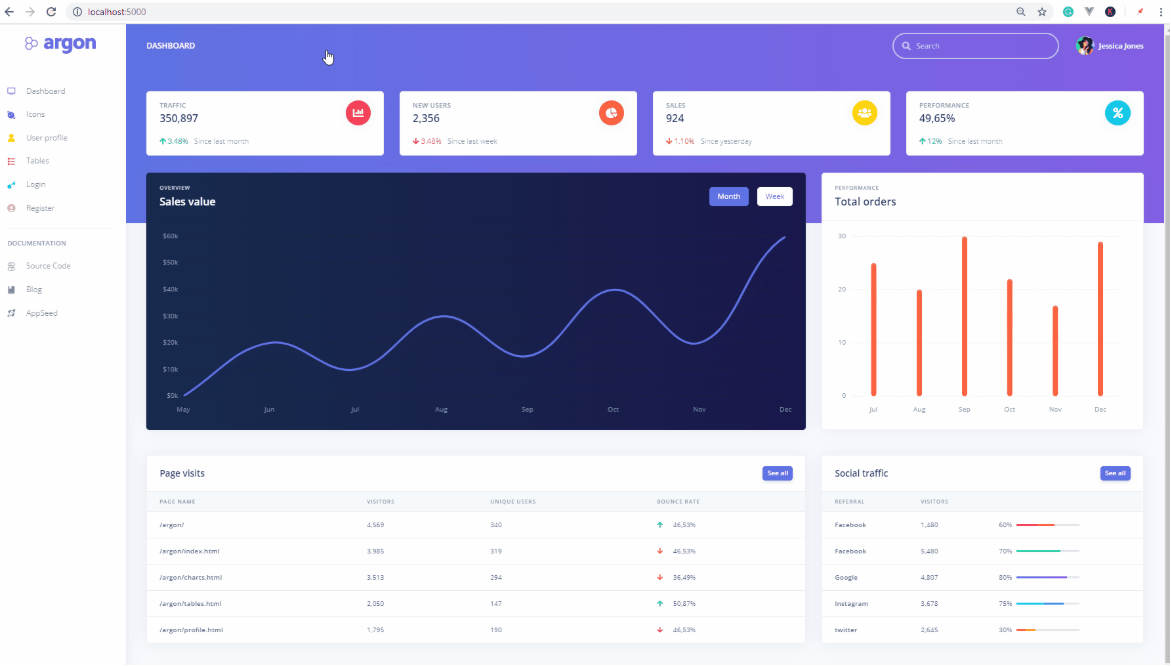 localhost:5000
argon
DASHBOARD
Search
Jessica Jones
Dashboard
Icons
User profile
Tables
Login
Register
DOCUMENTATION
Source Code
Blog
AppSeed
TRAFFIC
350,897
3.48% Since last month
NEW USERS
2,356
3.48% Since last week
SALES
924
1.10% Since yesterday
PERFORMANCE
49,65%
12% Since last month
OVERVIEW
Sales value
Month Week
$60k
$50k
$40k
$30k
$20k
$10k
$0k
May Jun Jul Aug Sep Oct Nov Dec
PERFORMANCE
Total orders
30
20
10
0
Jul Aug Sep Oct Nov Dec
Page visits See all
PAGE NAME VISITORS UNIQUE USERS BOUNCE RATE
/argon/ 4,569 340 46,53%
/argon/index.html 3,985 319 46,53%
/argon/charts.html 3,513 294 36,49%
/argon/tables.html 2,050 147 50,87%
/argon/profile.html 1,795 190 46,53%
Social traffic See all
REFERRAL VISITORS
Facebook 1,480 60%
Facebook 5,480 70%
Google 4,807 80%
Instagram 3,678 75%
twitter 2,645 30%